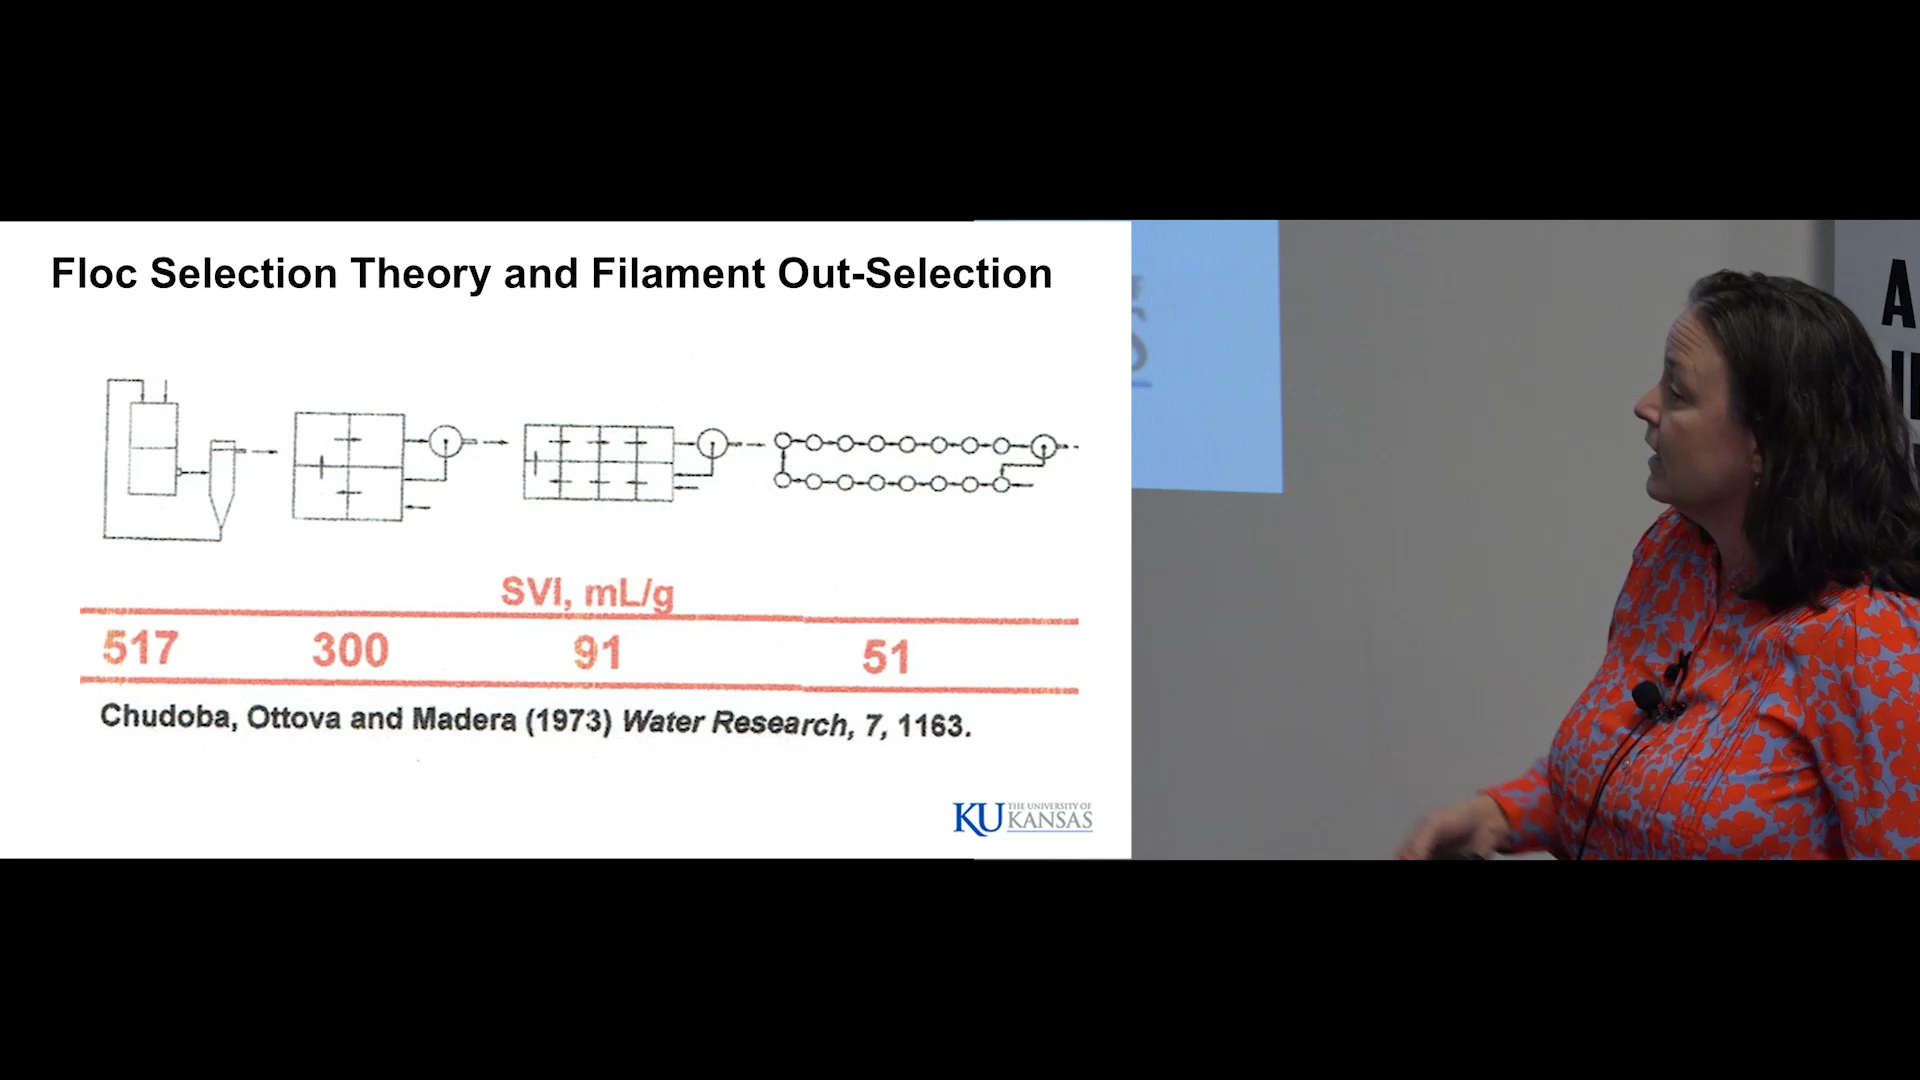 Floc Selection Theory and Filament Out-Selection
SVI, mL/g
517 300 91 51
Chudoba, Ottova and Madera (1973) Water Research, 7, 1163.
KU THE UNIVERSITY OF
KANSAS
A